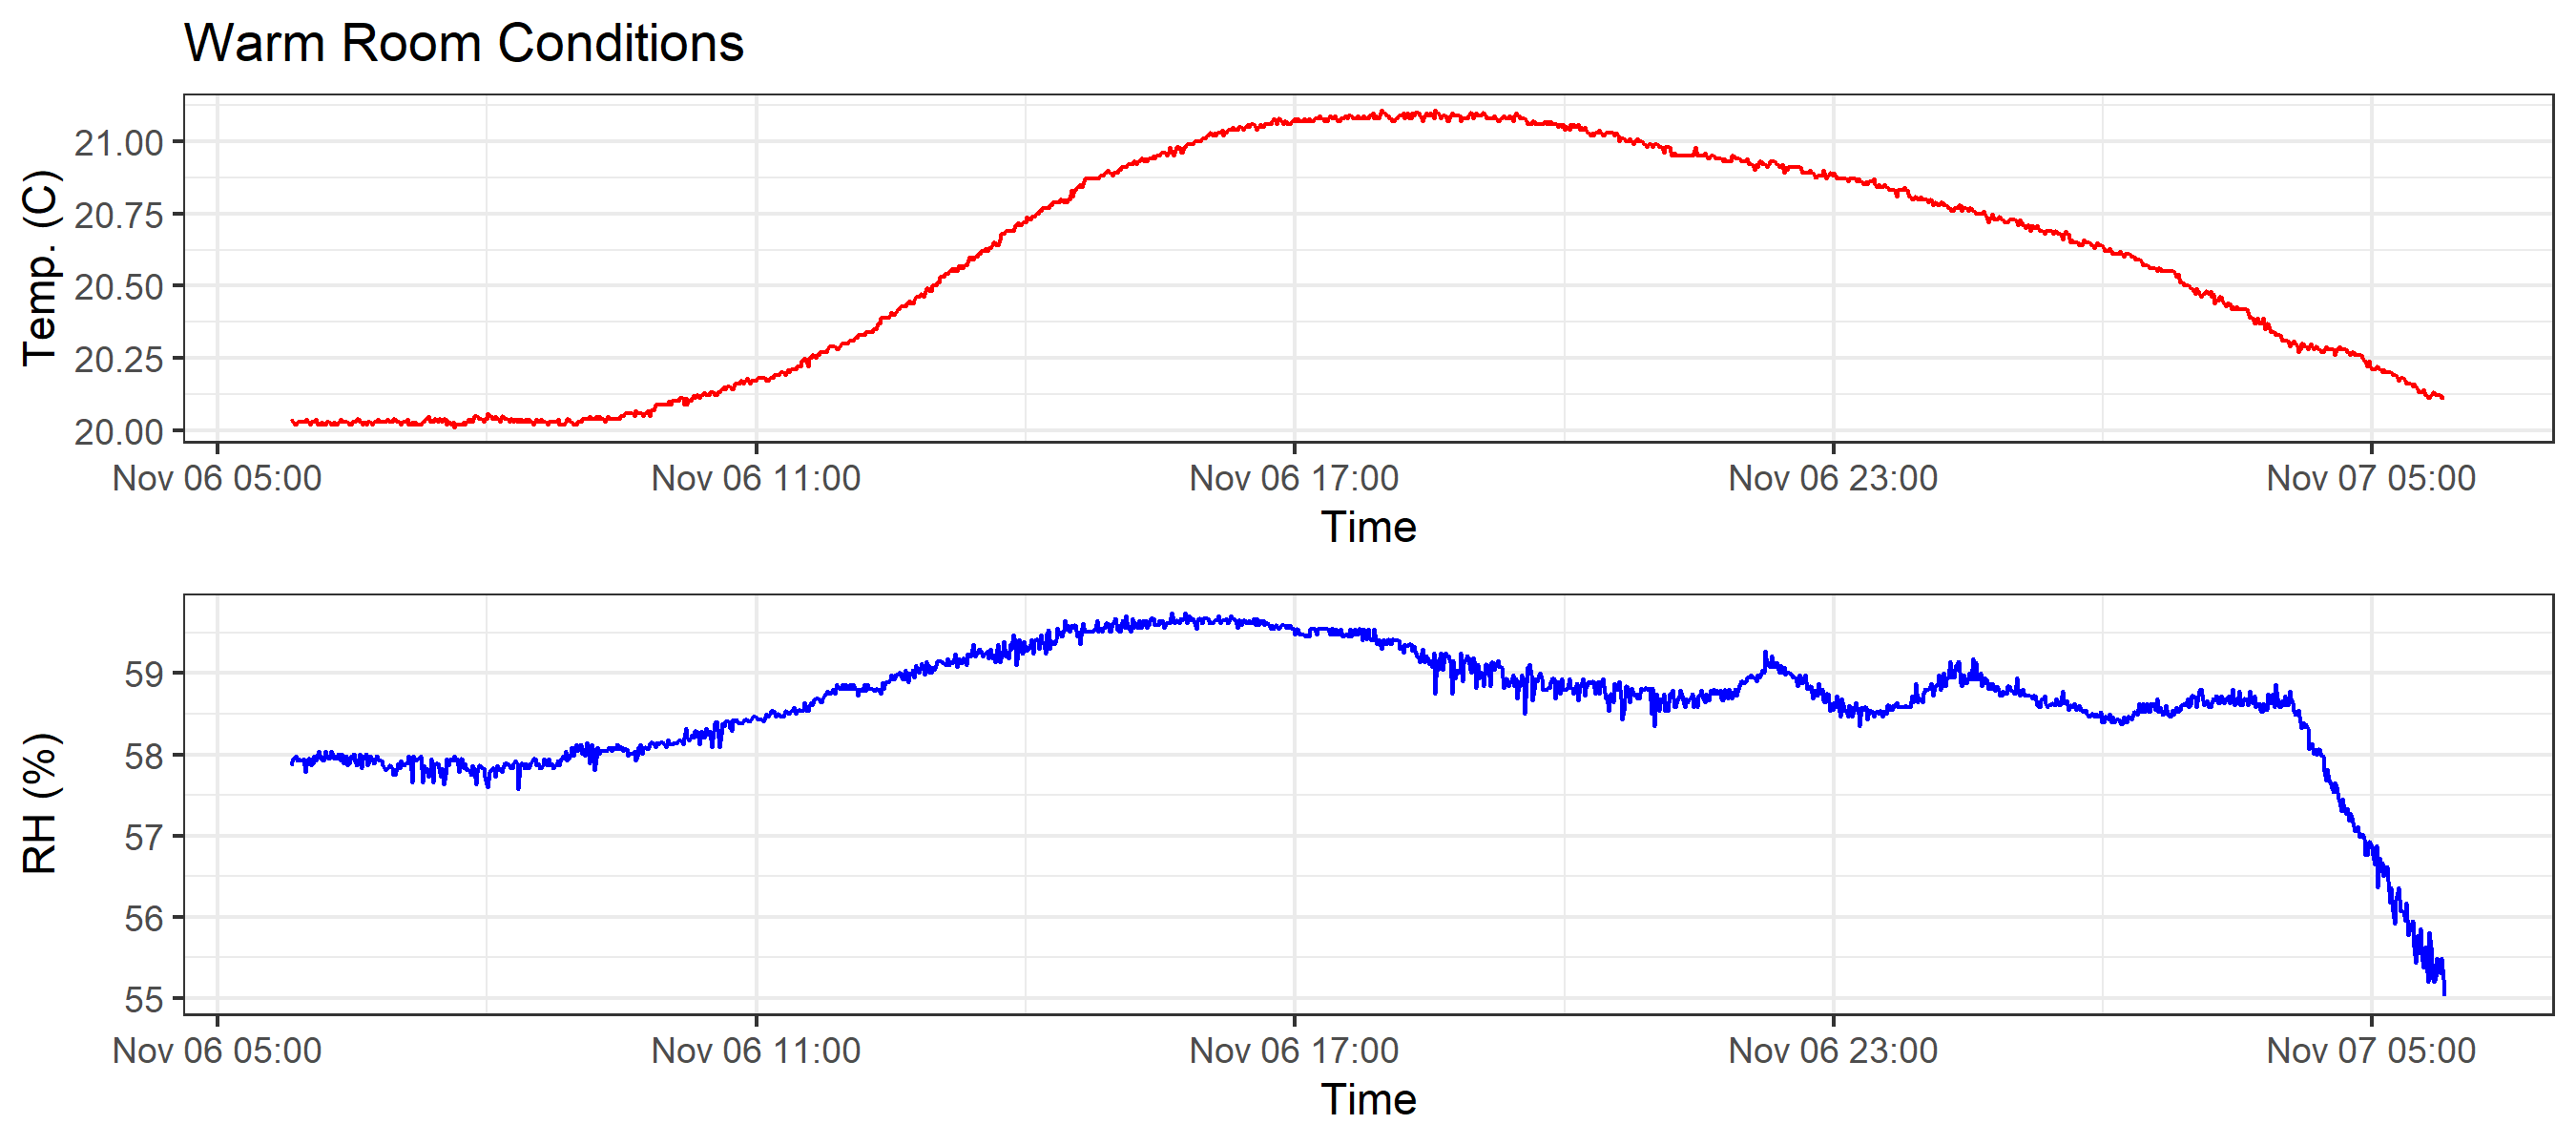 Warm Room Conditions
Temp. (C)
21.00
20.75
20.50
20.25
20.00
Nov 06 05:00 Nov 06 11:00 Nov 06 17:00 Nov 06 23:00 Nov 07 05:00
Time
RH (%)
59
58
57
56
55
Nov 06 05:00 Nov 06 11:00 Nov 06 17:00 Nov 06 23:00 Nov 07 05:00
Time